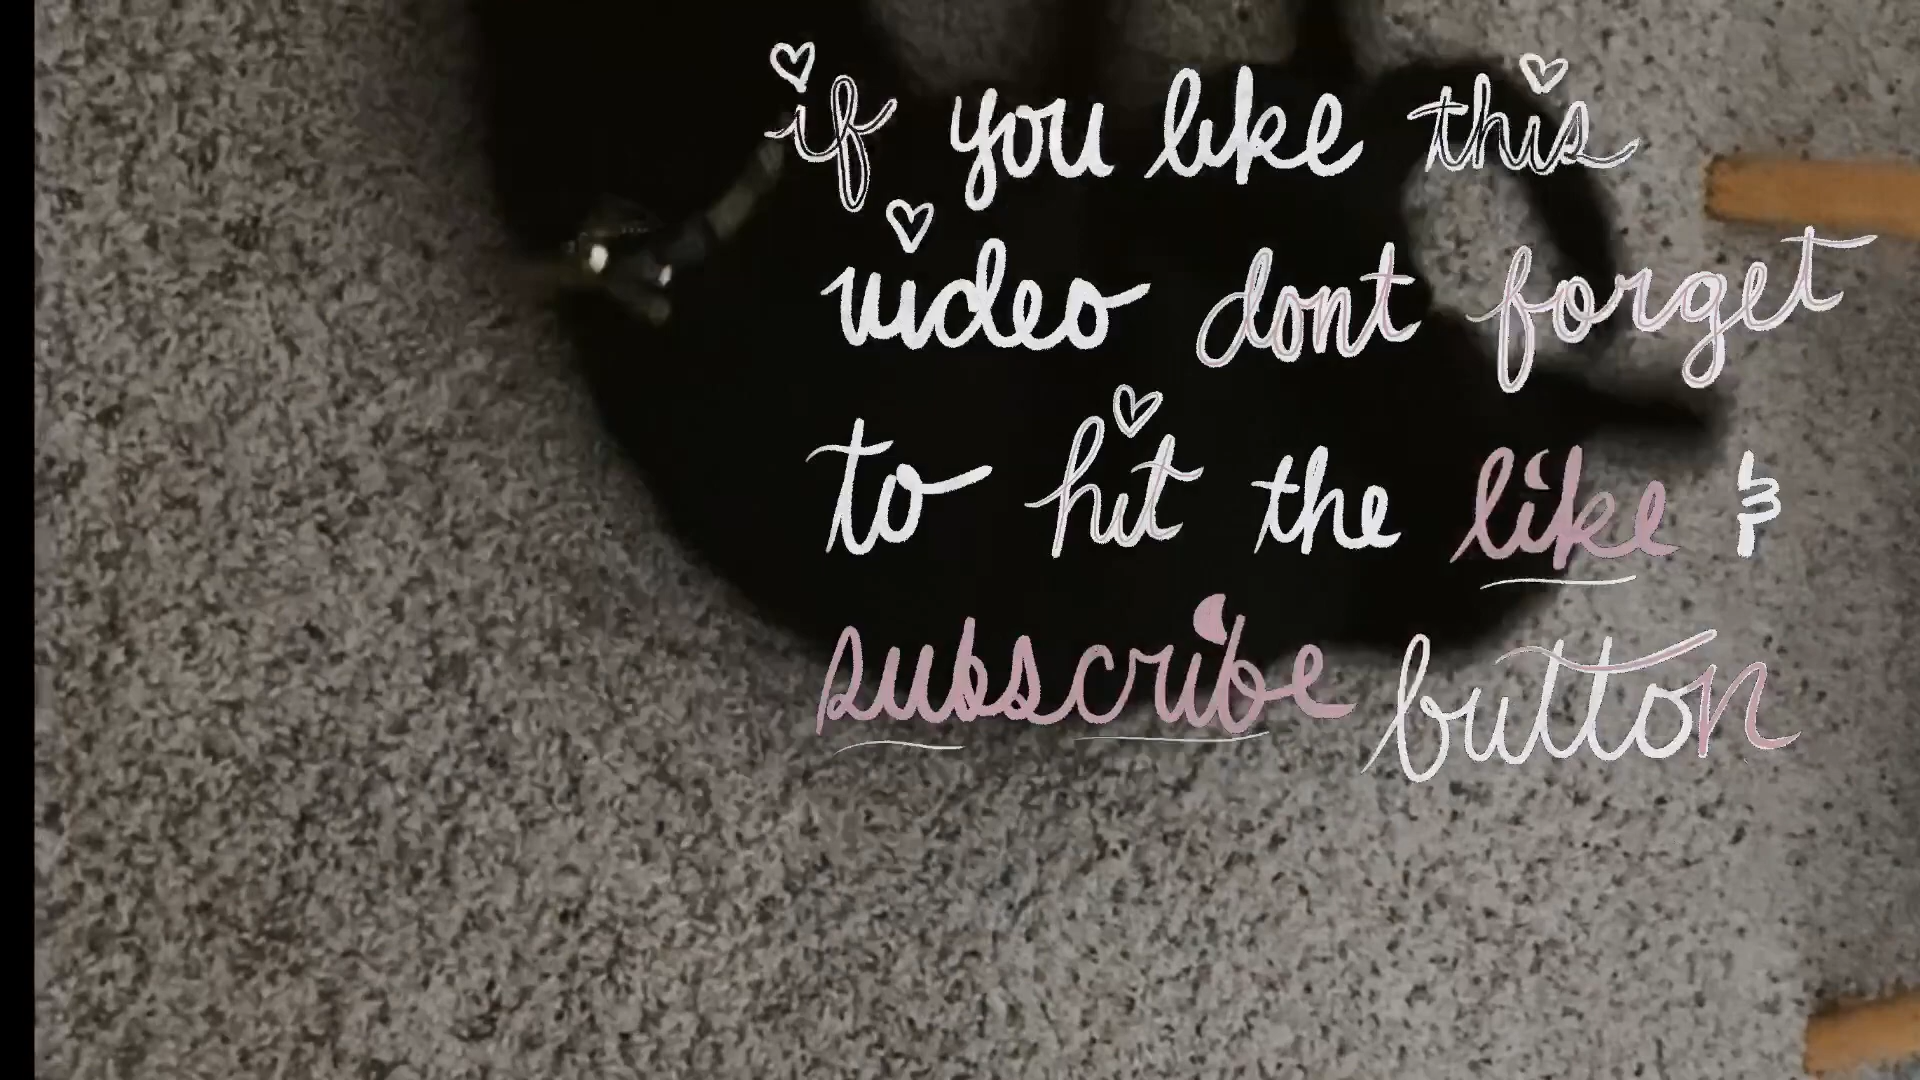 if you like this
video dont forget
to hit the like &
subscribe button